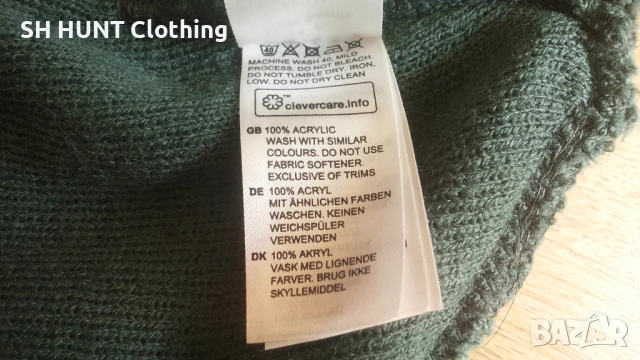 SH HUNT Clothing
40
MACHINE WASH 40, MILD
PROCESS. DO NOT BLEACH.
DO NOT TUMBLE DRY. IRON,
LOW. DO NOT DRY CLEAN
™ clevercare.info
GB 100% ACRYLIC
WASH WITH SIMILAR
COLOURS. DO NOT USE
FABRIC SOFTENER.
EXCLUSIVE OF TRIMS
DE 100% ACRYL
MIT ÄHNLICHEN FARBEN
WASCHEN. KEINEN
WEICHSPÜLER
VERWENDEN
DK 100% AKRYL
VASK MED LIGNENDE
FARVER. BRUG IKKE
SKYLLEMIDDEL
BAZAR